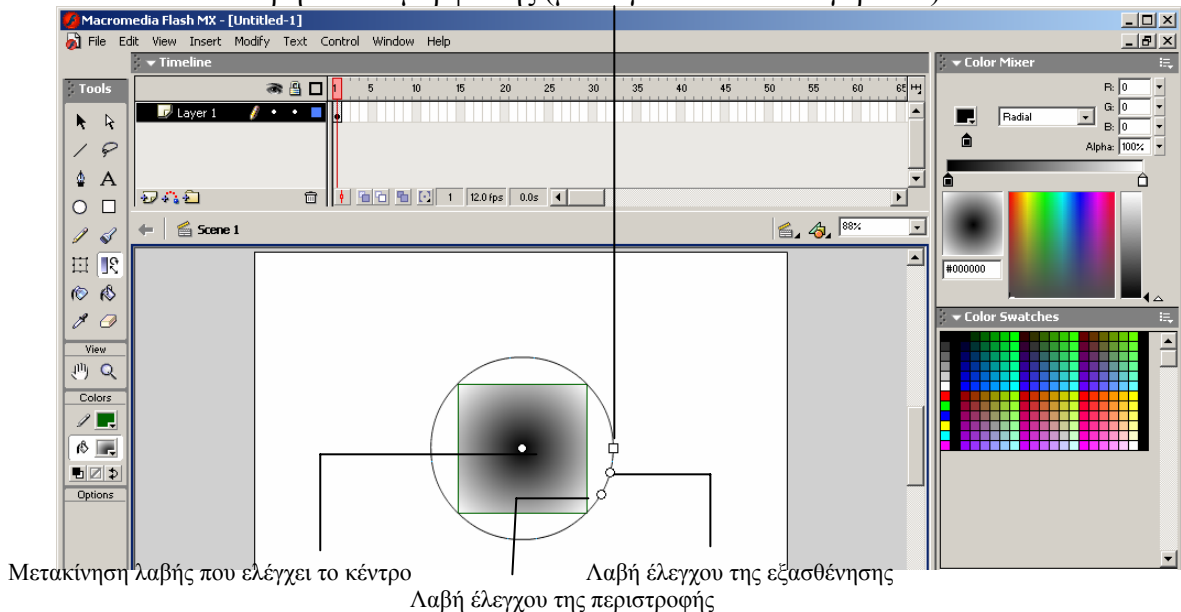 Macromedia Flash MX - [Untitled-1]
File Edit View Insert Modify Text Control Window Help
Timeline
Color Mixer
Tools
1 5 10 15 20 25 30 35 40 45 50 55 60 65
R: 0
Layer 1
G: 0
Radial
B: 0
Alpha: 100%
1 12.0 fps 0.0s
Scene 1
88%
#000000
Color Swatches
View
Colors
Options
Μετακίνηση λαβής που ελέγχει το κέντρο
Λαβή έλεγχου της εξασθένησης
Λαβή έλεγχου της περιστροφής